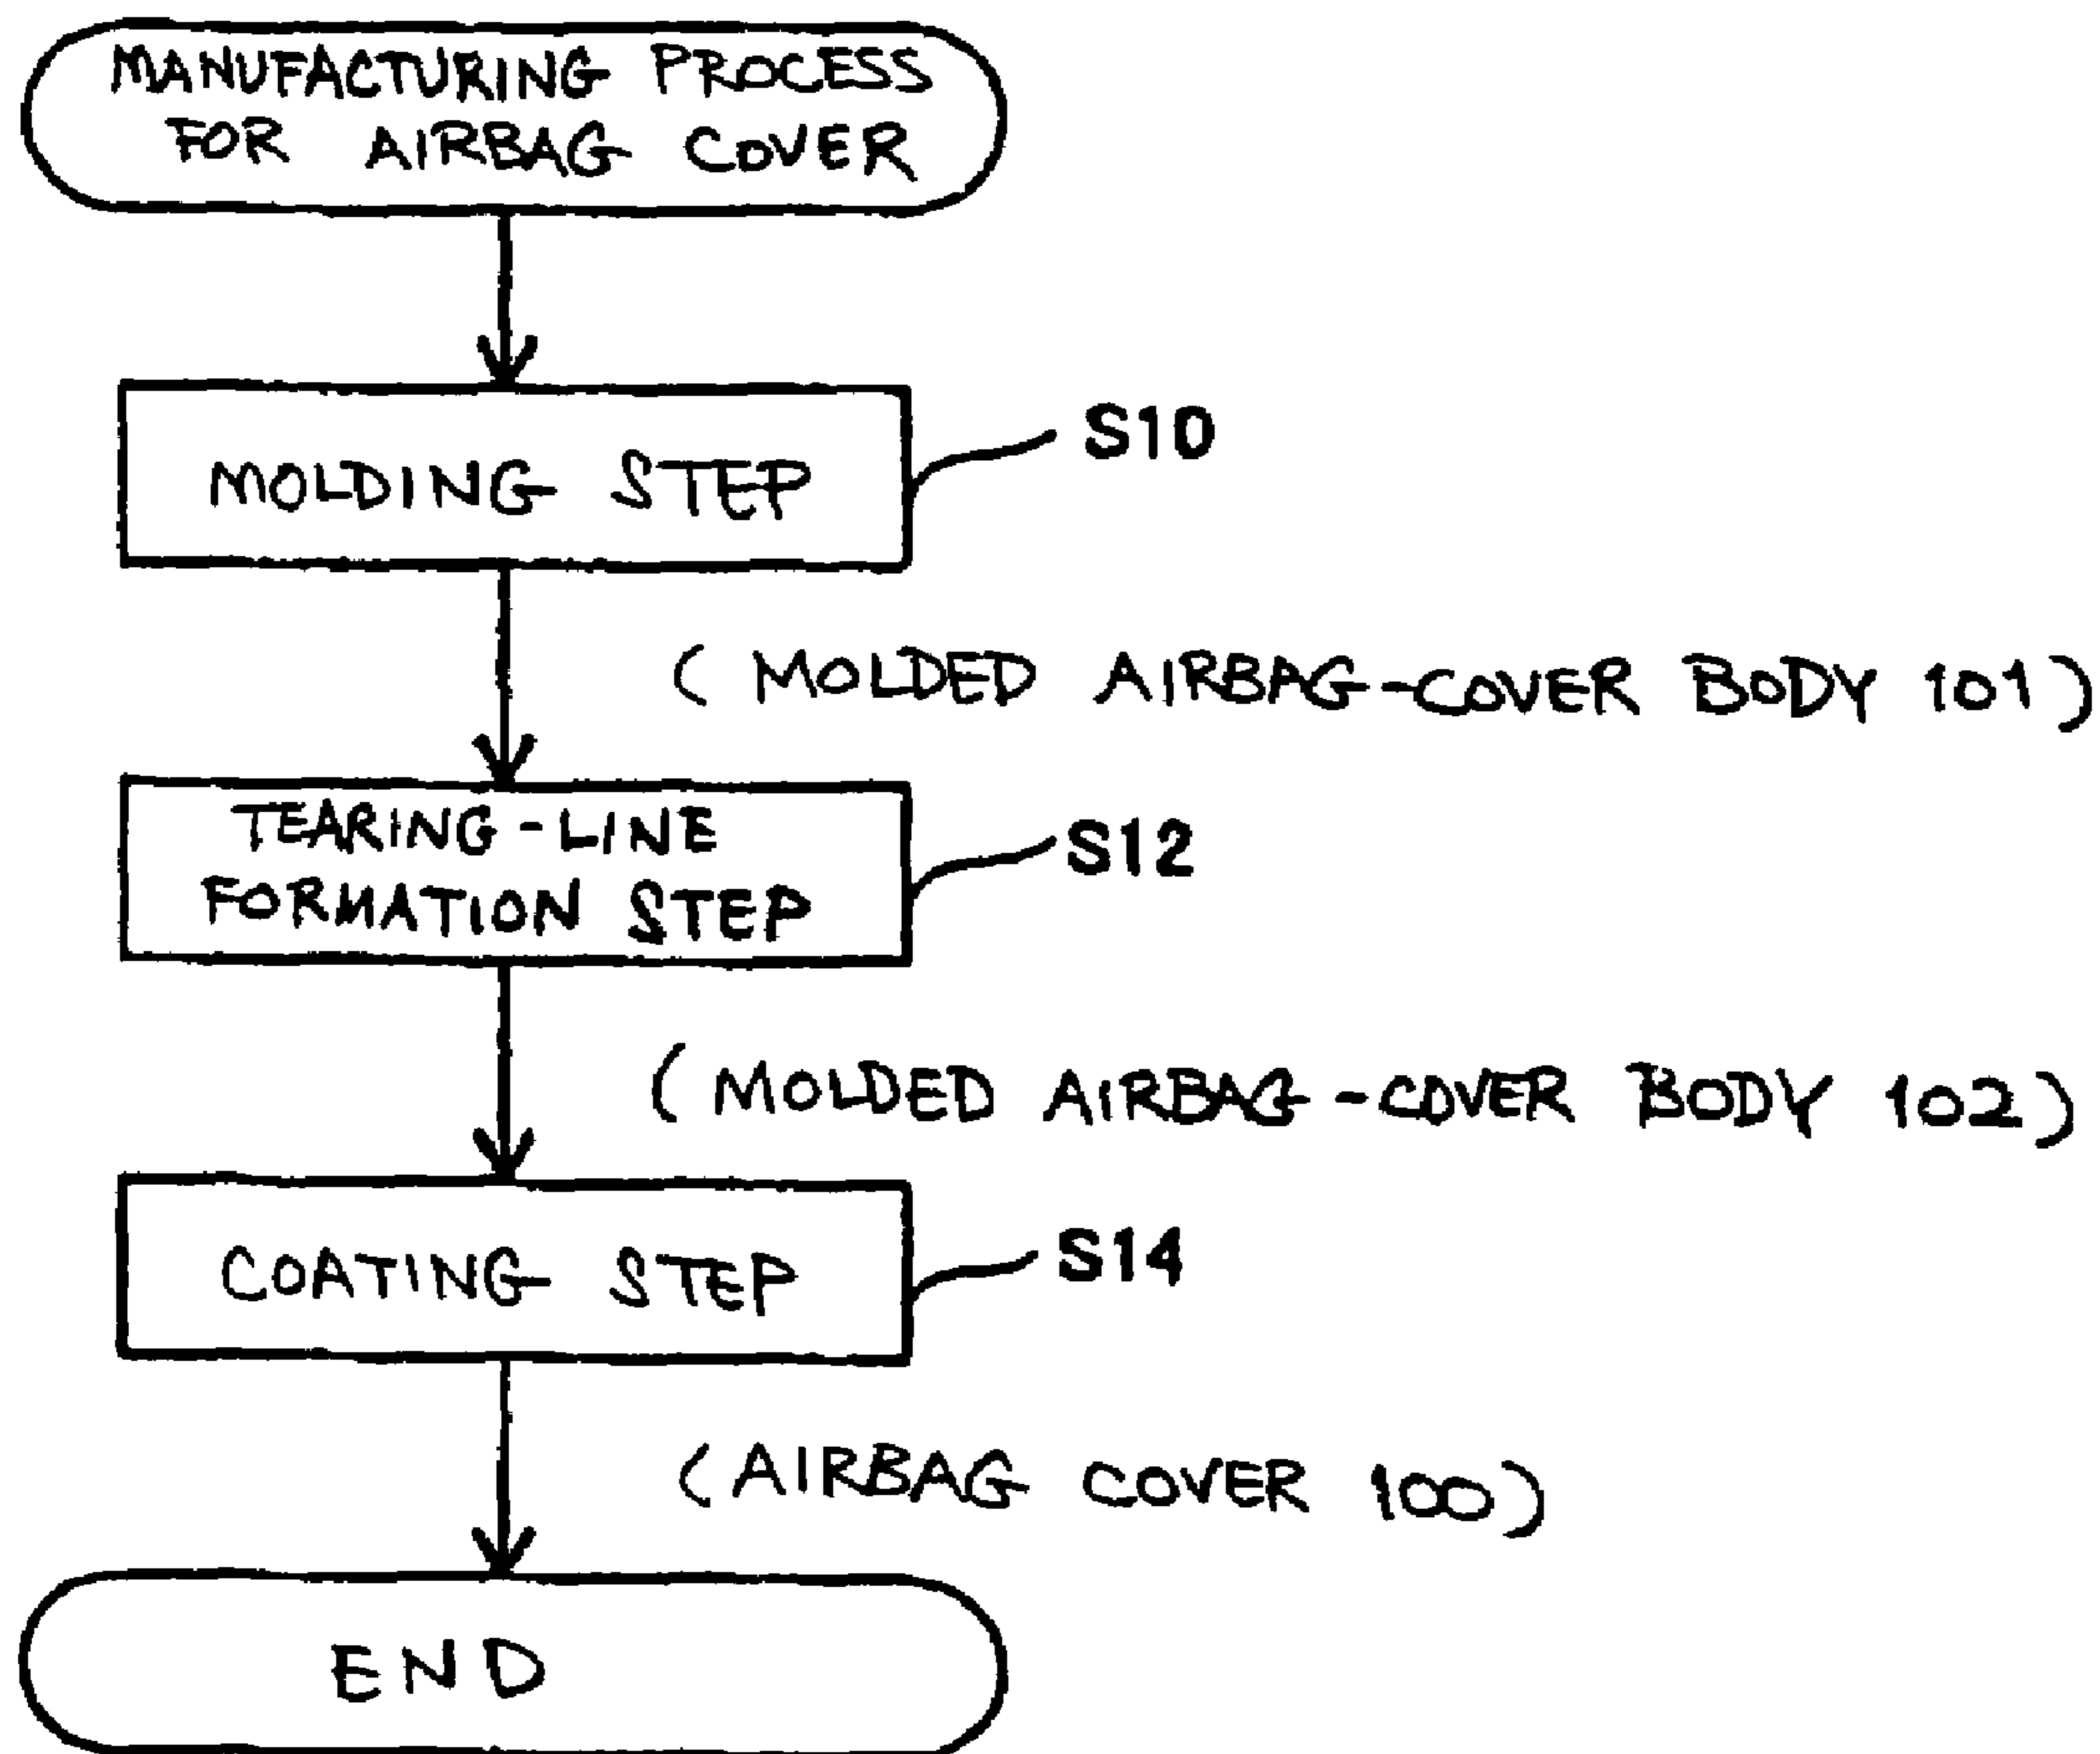 MANUFACTURING PROCESS
FOR AIRBAG COVER
MOLDING STEP
S10
( MOLDED AIRBAG-COVER BODY 101 )
TEARING-LINE
FORMATION STEP
S12
( MOLDED AIRBAG-COVER BODY 102 )
COATING STEP
S14
( AIRBAG COVER 100 )
END